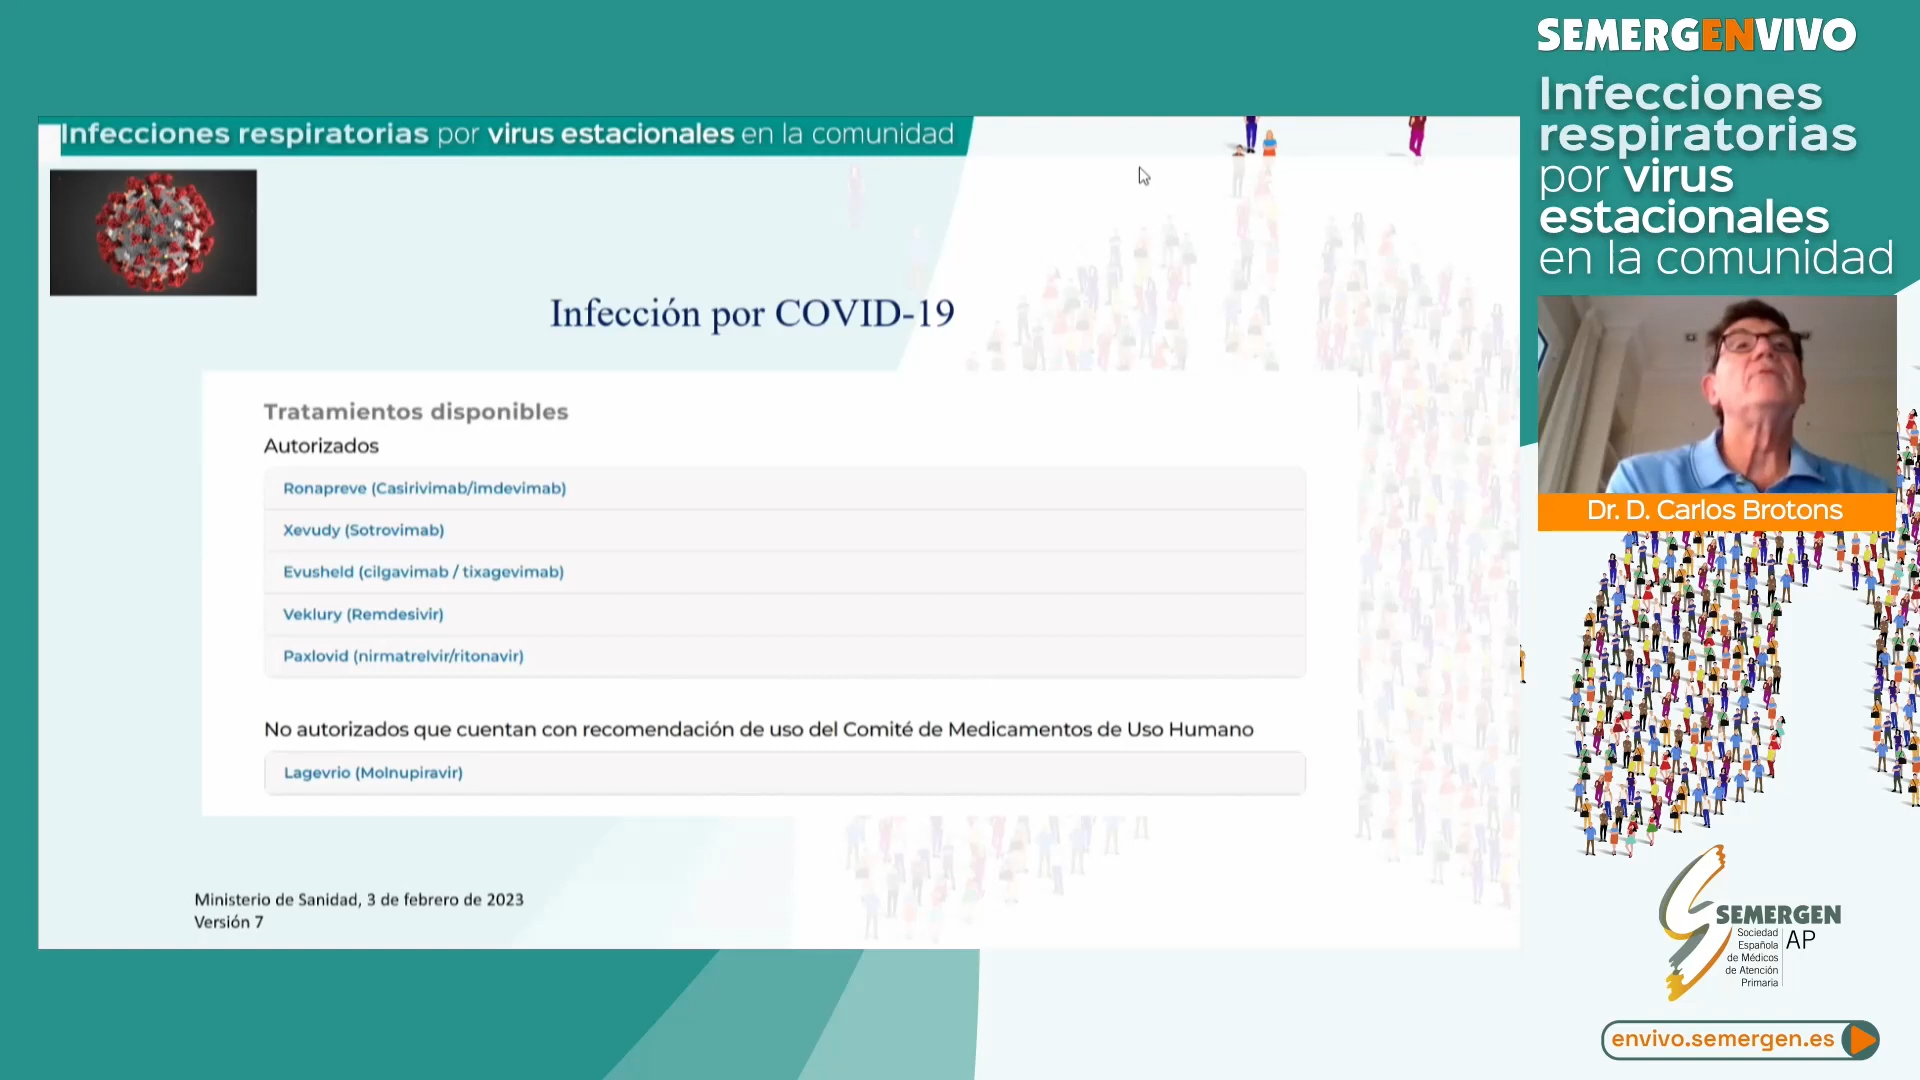 Infecciones respiratorias por virus estacionales en la comunidad
Infección por COVID-19
Tratamientos disponibles
Autorizados
Ronapreve (Casirivimab/imdevimab)
Xevudy (Sotrovimab)
Evusheld (cilgavimab / tixagevimab)
Veklury (Remdesivir)
Paxlovid (nirmatrelvir/ritonavir)
No autorizados que cuentan con recomendación de uso del Comité de Medicamentos de Uso Humano
Lagevrio (Molnupiravir)
Ministerio de Sanidad, 3 de febrero de 2023
Versión 7
SEMERGENVIVO
Infecciones
respiratorias
por virus
estacionales
en la comunidad
Dr. D. Carlos Brotons
SEMERGEN
Sociedad
Española
de Médicos
de Atención
Primaria
AP
envivo.semergen.es